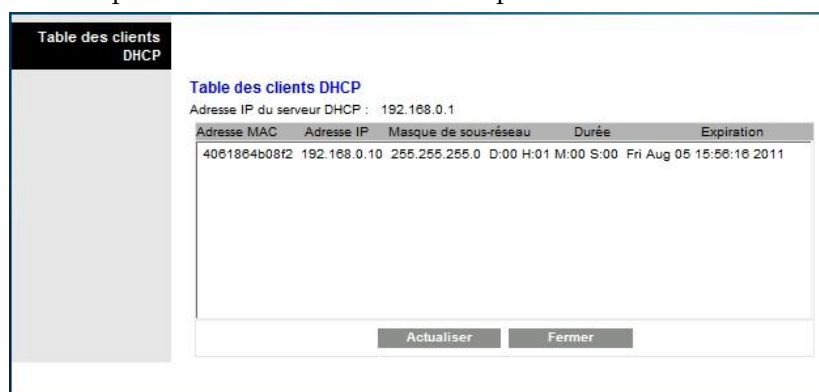 Table des clients
DHCP
Table des clients DHCP
Adresse IP du serveur DHCP : 192.168.0.1
Adresse MAC Adresse IP Masque de sous-réseau Durée Expiration
4061864b08f2 192.168.0.10 255.255.255.0 D:00 H:01 M:00 S:00 Fri Aug 05 15:56:16 2011
Actualiser Fermer